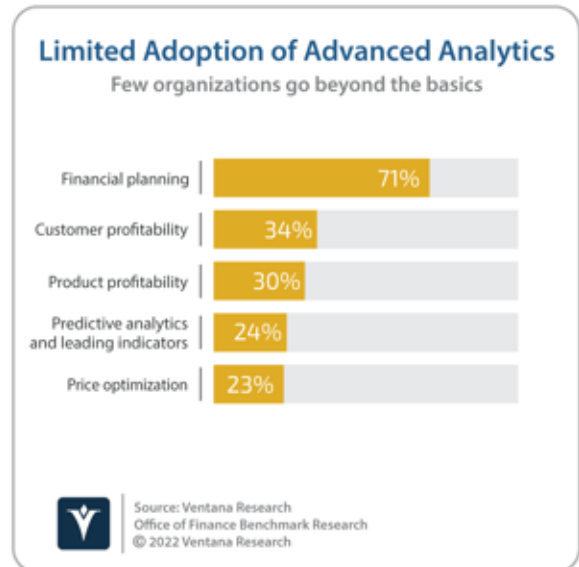 Limited Adoption of Advanced Analytics
Few organizations go beyond the basics
Financial planning 71%
Customer profitability 34%
Product profitability 30%
Predictive analytics
and leading indicators 24%
Price optimization 23%
Source: Ventana Research
Office of Finance Benchmark Research
© 2022 Ventana Research